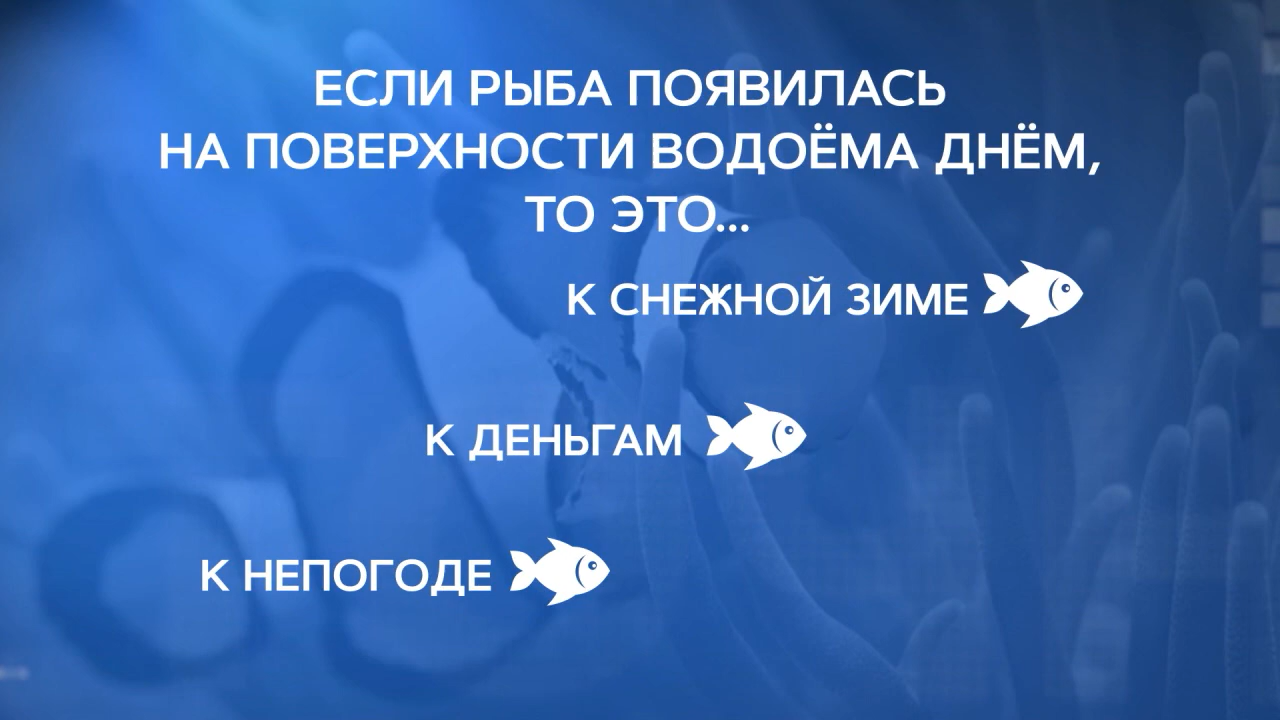 ЕСЛИ РЫБА ПОЯВИЛАСЬ
НА ПОВЕРХНОСТИ ВОДОЁМА ДНЁМ,
ТО ЭТО...
К СНЕЖНОЙ ЗИМЕ
К ДЕНЬГАМ
К НЕПОГОДЕ